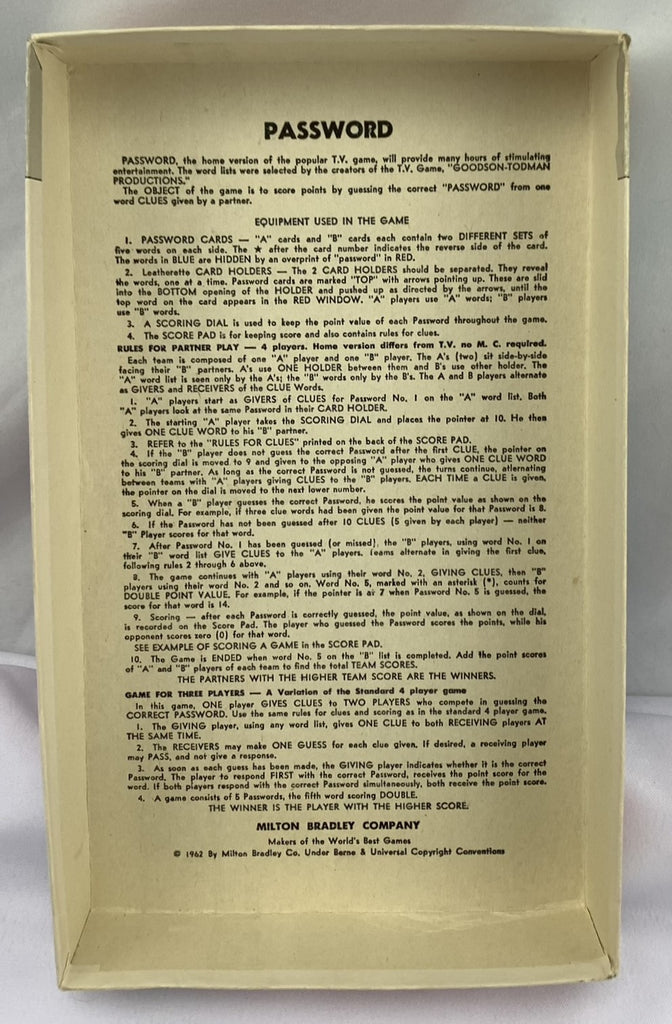 PASSWORD
PASSWORD, the home version of the popular T.V. game, will provide many hours of stimulating
entertainment. The word lists were selected by the creators of the T.V. Game, "GOODSON-TODMAN
PRODUCTIONS."
The OBJECT of the game is to score points by guessing the correct "PASSWORD" from one
word CLUES given by a partner.
EQUIPMENT USED IN THE GAME
1. PASSWORD CARDS — "A" cards and "B" cards each contain two DIFFERENT SETS of
five words on each side. The ★ after the card number indicates the reverse side of the card.
The words in BLUE are HIDDEN by an overprint of "password" in RED.
2. Leatherette CARD HOLDERS — The 2 CARD HOLDERS should be separated. They reveal
the words, one at a time. Password cards are marked "TOP" with arrows pointing up. These are slid
into the BOTTOM opening of the HOLDER and pushed up as directed by the arrows, until the
top word on the card appears in the RED WINDOW. "A" players use "A" words; "B" players
use "B" words.
3. A SCORING DIAL is used to keep the point value of each Password throughout the game.
4. The SCORE PAD is for keeping score and also contains rules for clues.
RULES FOR PARTNER PLAY — 4 players. Home version differs from T.V. no M. C. required.
Each team is composed of one "A" player and one "B" player. The A's (two) sit side-by-side
facing their "B" partners. A's use ONE HOLDER between them and B's use other holder. The
"A" word list is seen only by the A's; the "B" words only by the B's. The A and B players alternate
as GIVERS and RECEIVERS of the CLUE Words.
1. "A" players start as GIVERS of CLUES for Password No. 1 on the "A" word list. Both
"A" players look at the same Password in their CARD HOLDER.
2. The starting "A" player takes the SCORING DIAL and places the pointer at 10. He then
gives ONE CLUE WORD to his "B" partner.
3. REFER to the "RULES FOR CLUES" printed on the back of the SCORE PAD.
4. If the "B" player does not guess the correct Password after the first CLUE, the pointer on
the scoring dial is moved to 9 and given to the opposing "A" player who gives ONE CLUE WORD
to his "B" partner. As long as the correct Password is not guessed, the turns continue, alternating
between teams with "A" players giving CLUES to the "B" players. EACH TIME A CLUE is given,
the pointer on the dial is moved to the next lower number.
5. When a "B" player guesses the correct Password, he scores the point value as shown on the
scoring dial. For example, if three clue words had been given the point value for that Password is 8.
6. If the Password has not been guessed after 10 CLUES (5 given by each player) — neither
"B" Player scores for that word.
7. After Password No. 1 has been guessed (or missed), the "B" players, using word No. 1 on
their "B" word list GIVE CLUES to the "A" players. Teams alternate in giving the first clue,
following rules 2 through 6 above.
8. The game continues with "A" players using their word No. 2, GIVING CLUES, then "B"
players using their word No. 2 and so on. Word No. 5, marked with an asterisk (*), counts for
DOUBLE POINT VALUE. For example, if the pointer is at 7 when Password No. 5 is guessed, the
score for that word is 14.
9. Scoring — after each Password is correctly guessed, the point value, as shown on the dial,
is recorded on the Score Pad. The player who guessed the Password scores the points, while his
opponent scores zero (0) for that word.
SEE EXAMPLE OF SCORING A GAME in the SCORE PAD.
10. The Game is ENDED when word No. 5 on the "B" list is completed. Add the point scores
of "A" and "B" players of each team to find the total TEAM SCORES.
THE PARTNERS WITH THE HIGHER TEAM SCORE ARE THE WINNERS.
GAME FOR THREE PLAYERS — A Variation of the Standard 4 player game
In this game, ONE player GIVES CLUES to TWO PLAYERS who compete in guessing the
CORRECT PASSWORD. Use the same rules for clues and scoring as in the standard 4 player game.
1. The GIVING player, using any word list, gives ONE CLUE to both RECEIVING players AT
THE SAME TIME.
2. The RECEIVERS may make ONE GUESS for each clue given. If desired, a receiving player
may PASS, and not give a response.
3. As soon as each guess has been made, the GIVING player indicates whether it is the correct
Password. The player to respond FIRST with the correct Password, receives the point score for the
word. If both players respond with the correct Password simultaneously, both receive the point score.
4. A game consists of 5 Passwords, the fifth word scoring DOUBLE.
THE WINNER IS THE PLAYER WITH THE HIGHER SCORE.
MILTON BRADLEY COMPANY
Makers of the World's Best Games
© 1962 By Milton Bradley Co. Under Berne & Universal Copyright Conventions